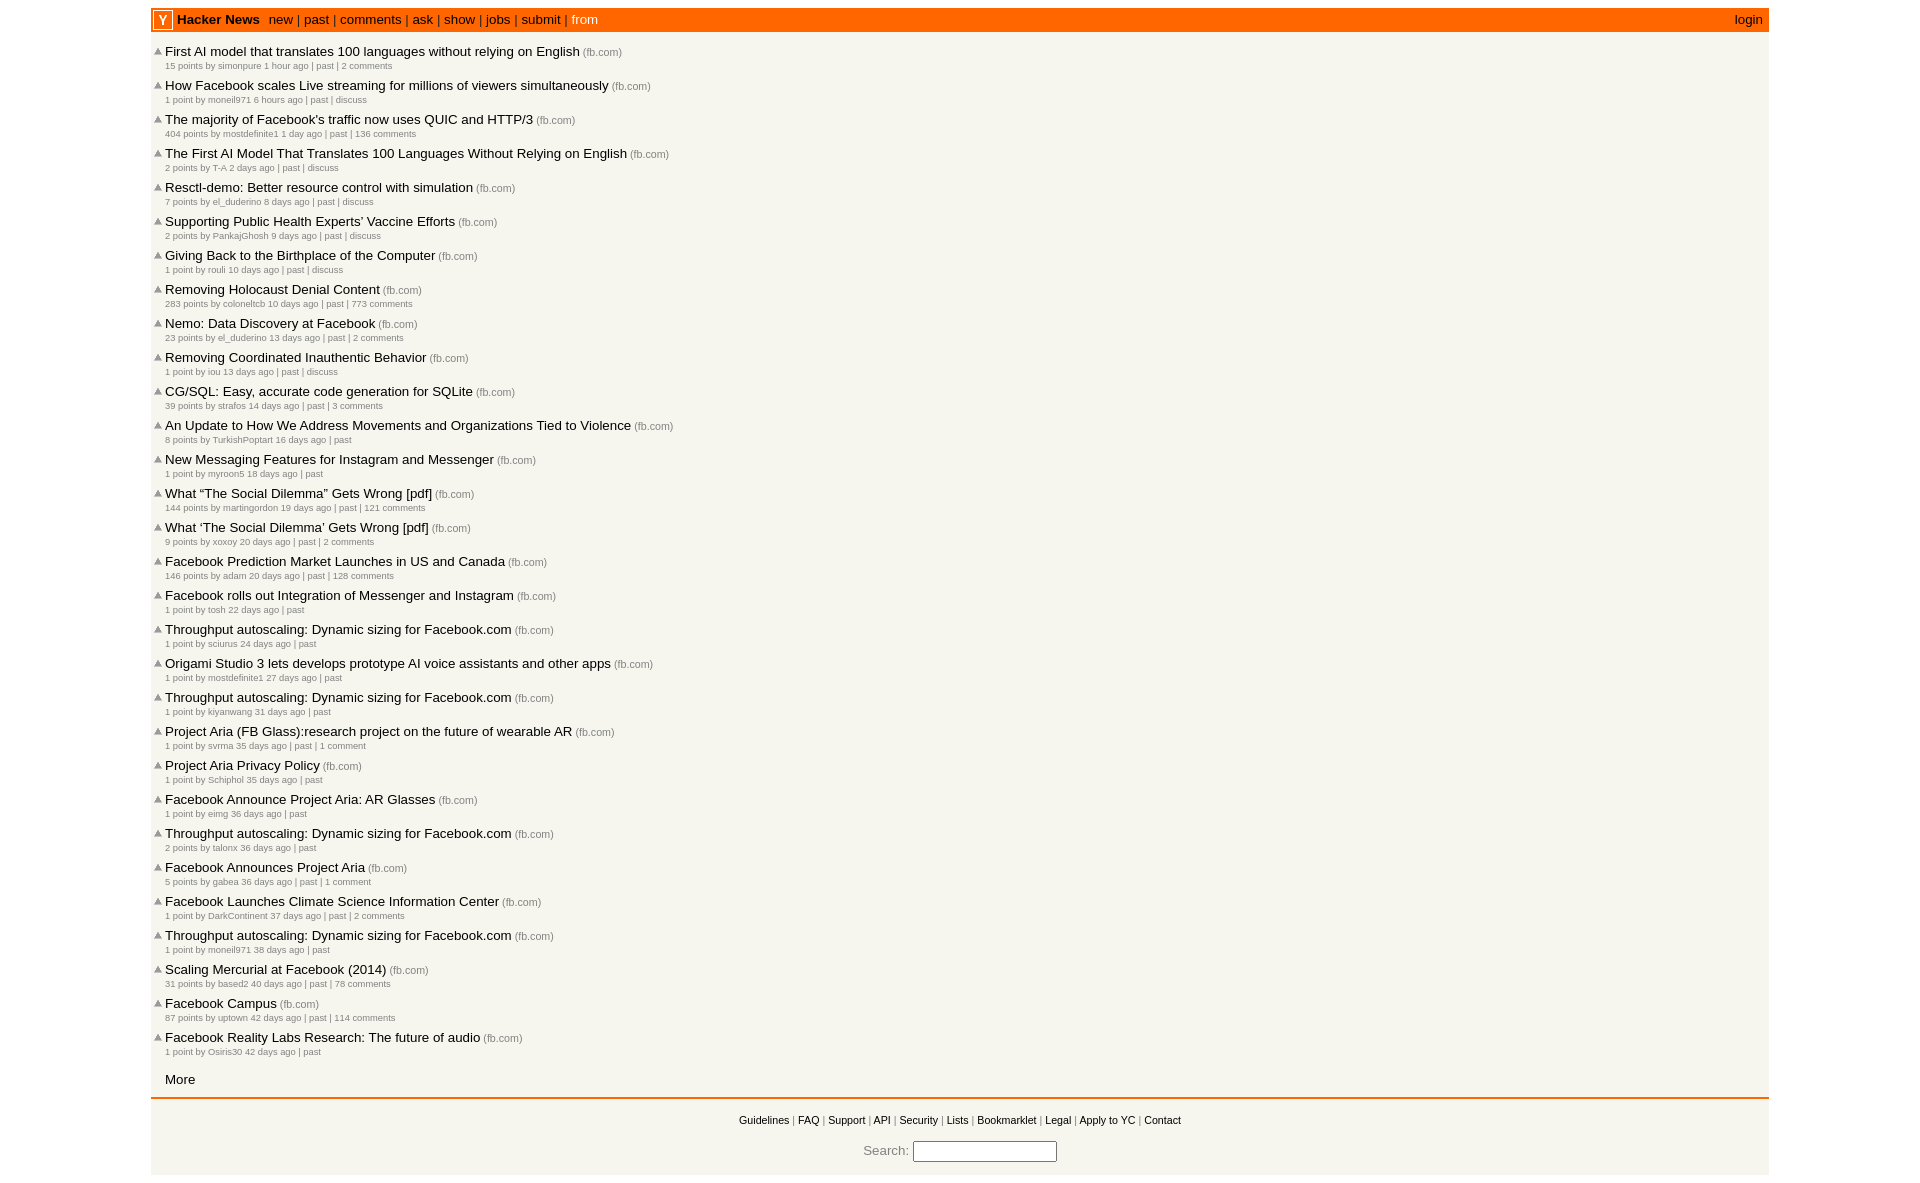 Y Hacker News new | past | comments | ask | show | jobs | submit | from login
First AI model that translates 100 languages without relying on English (fb.com)
15 points by simonpure 1 hour ago | past | 2 comments
How Facebook scales Live streaming for millions of viewers simultaneously (fb.com)
1 point by moneil971 6 hours ago | past | discuss
The majority of Facebook's traffic now uses QUIC and HTTP/3 (fb.com)
404 points by mostdefinite1 1 day ago | past | 136 comments
The First AI Model That Translates 100 Languages Without Relying on English (fb.com)
2 points by T-A 2 days ago | past | discuss
Resctl-demo: Better resource control with simulation (fb.com)
7 points by el_duderino 8 days ago | past | discuss
Supporting Public Health Experts’ Vaccine Efforts (fb.com)
2 points by PankajGhosh 9 days ago | past | discuss
Giving Back to the Birthplace of the Computer (fb.com)
1 point by rouli 10 days ago | past | discuss
Removing Holocaust Denial Content (fb.com)
283 points by coloneltcb 10 days ago | past | 773 comments
Nemo: Data Discovery at Facebook (fb.com)
23 points by el_duderino 13 days ago | past | 2 comments
Removing Coordinated Inauthentic Behavior (fb.com)
1 point by iou 13 days ago | past | discuss
CG/SQL: Easy, accurate code generation for SQLite (fb.com)
39 points by strafos 14 days ago | past | 3 comments
An Update to How We Address Movements and Organizations Tied to Violence (fb.com)
8 points by TurkishPoptart 16 days ago | past
New Messaging Features for Instagram and Messenger (fb.com)
1 point by myroon5 18 days ago | past
What “The Social Dilemma” Gets Wrong [pdf] (fb.com)
144 points by martingordon 19 days ago | past | 121 comments
What ‘The Social Dilemma’ Gets Wrong [pdf] (fb.com)
9 points by xoxoy 20 days ago | past | 2 comments
Facebook Prediction Market Launches in US and Canada (fb.com)
146 points by adam 20 days ago | past | 128 comments
Facebook rolls out Integration of Messenger and Instagram (fb.com)
1 point by tosh 22 days ago | past
Throughput autoscaling: Dynamic sizing for Facebook.com (fb.com)
1 point by sciurus 24 days ago | past
Origami Studio 3 lets develops prototype AI voice assistants and other apps (fb.com)
1 point by mostdefinite1 27 days ago | past
Throughput autoscaling: Dynamic sizing for Facebook.com (fb.com)
1 point by kiyanwang 31 days ago | past
Project Aria (FB Glass):research project on the future of wearable AR (fb.com)
1 point by svrma 35 days ago | past | 1 comment
Project Aria Privacy Policy (fb.com)
1 point by Schiphol 35 days ago | past
Facebook Announce Project Aria: AR Glasses (fb.com)
1 point by eimg 36 days ago | past
Throughput autoscaling: Dynamic sizing for Facebook.com (fb.com)
2 points by talonx 36 days ago | past
Facebook Announces Project Aria (fb.com)
5 points by gabea 36 days ago | past | 1 comment
Facebook Launches Climate Science Information Center (fb.com)
1 point by DarkContinent 37 days ago | past | 2 comments
Throughput autoscaling: Dynamic sizing for Facebook.com (fb.com)
1 point by moneil971 38 days ago | past
Scaling Mercurial at Facebook (2014) (fb.com)
31 points by based2 40 days ago | past | 78 comments
Facebook Campus (fb.com)
87 points by uptown 42 days ago | past | 114 comments
Facebook Reality Labs Research: The future of audio (fb.com)
1 point by Osiris30 42 days ago | past
More
Guidelines | FAQ | Support | API | Security | Lists | Bookmarklet | Legal | Apply to YC | Contact
Search: